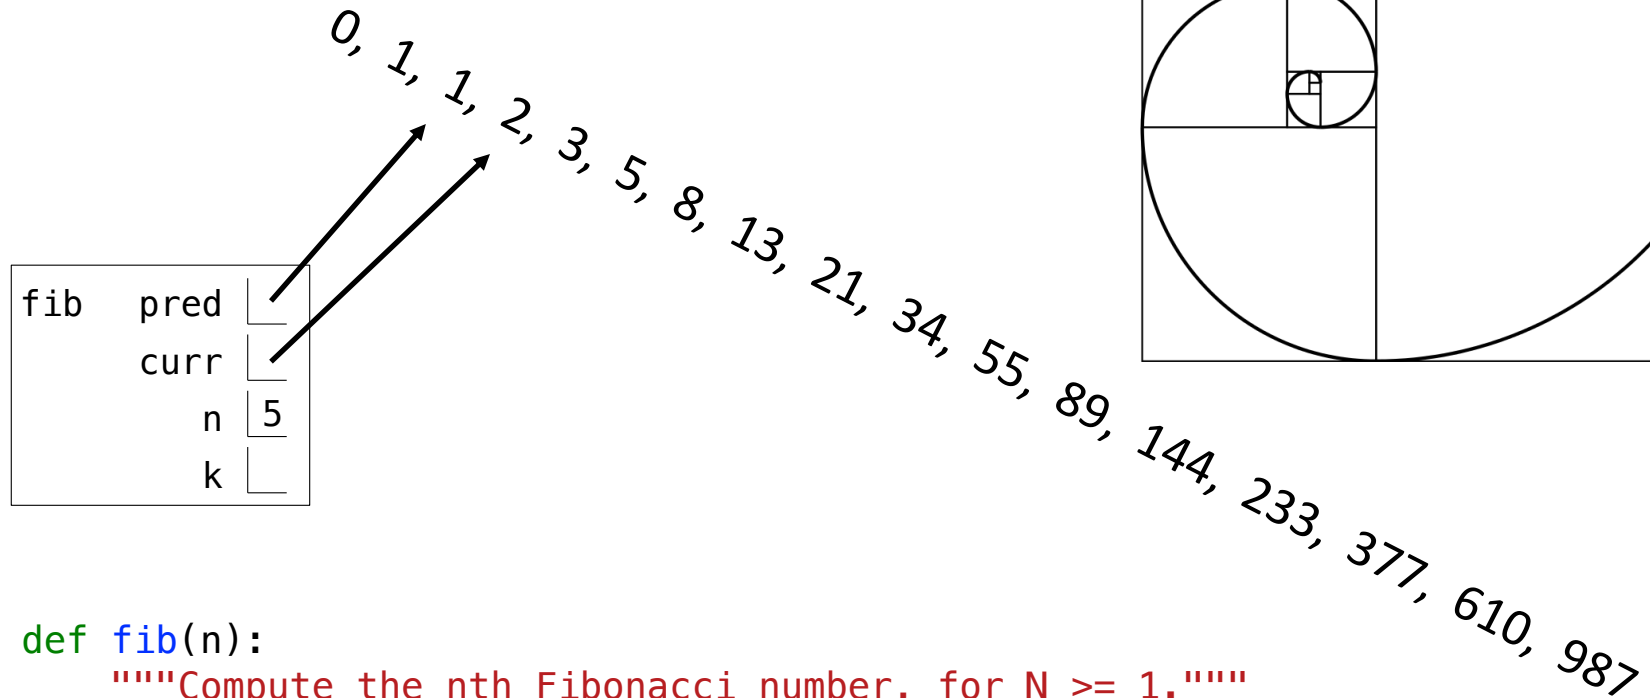 0, 1, 1, 2, 3, 5, 8, 13, 21, 34, 55, 89, 144, 233, 377, 610, 987
fib pred
curr
n 5
k
def fib(n):
"""Compute the nth Fibonacci number, for N >= 1."""